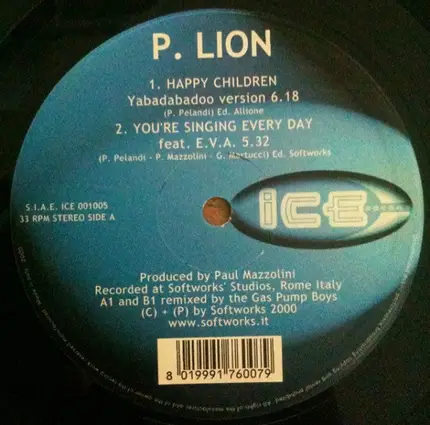 P. LION
1. HAPPY CHILDREN
Yabadabadoo version 6.18
(P. Pelandi) Ed. Allione
2. YOU'RE SINGING EVERY DAY
feat. E.V.A. 5.32
(P. Pelandi - P. Mazzolini - G. Martucci) Ed. Softworks
S.I.A.E. ICE 001005
33 RPM STEREO SIDE A
iCE
Produced by Paul Mazzolini
Recorded at Softworks' Studios, Rome Italy
A1 and B1 remixed by the Gas Pump Boys
(C) + (P) by Softworks 2000
www.softworks.it
8 019991 760079